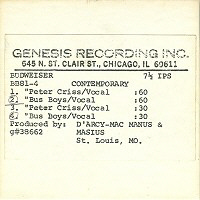 GENESIS RECORDING INC.
645 N. ST. CLAIR ST., CHICAGO, IL 60611
BUDWEISER 7½ IPS
BB81-4 CONTEMPORARY
1. "Peter Criss/Vocal :60
2. "Bus Boys/Vocal :60
3. "Peter Criss/Vocal :30
4. "Bus Boys/Vocal :30
Produced by: D'ARCY-MAC MANUS &
g#38662 MASIUS
St. Louis, MO.